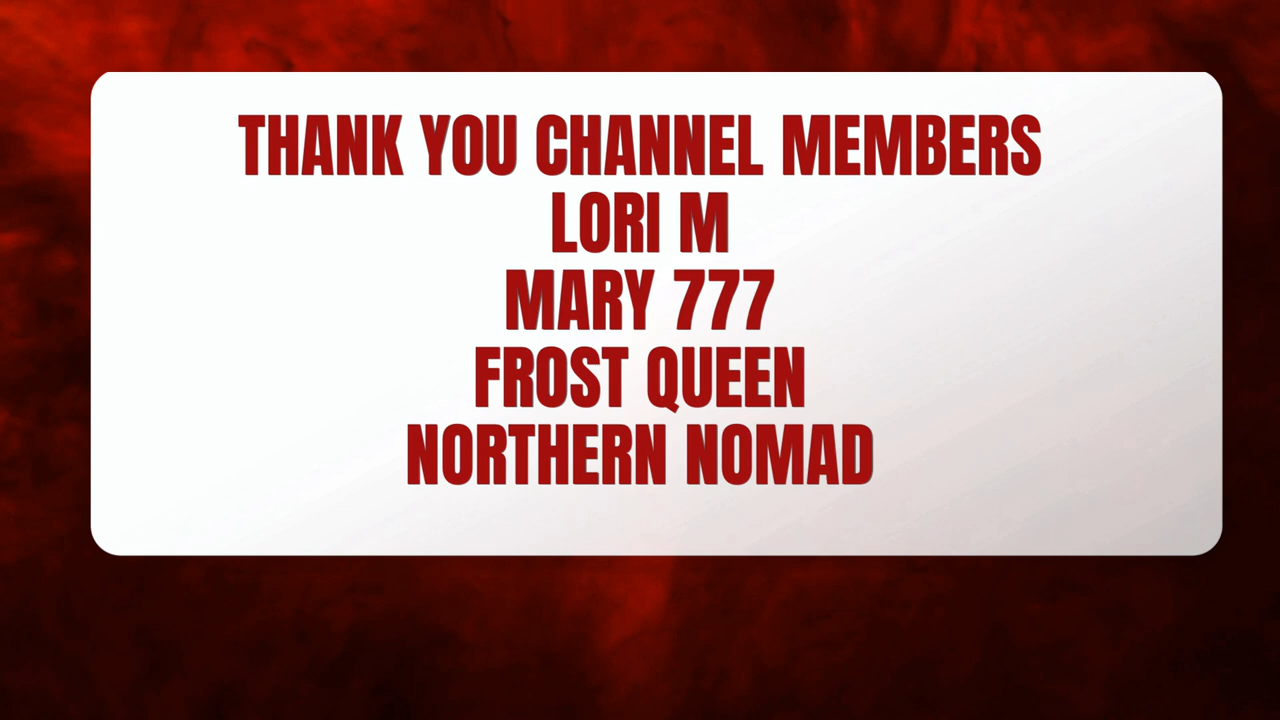 THANK YOU CHANNEL MEMBERS
LORI M
MARY 777
FROST QUEEN
NORTHERN NOMAD